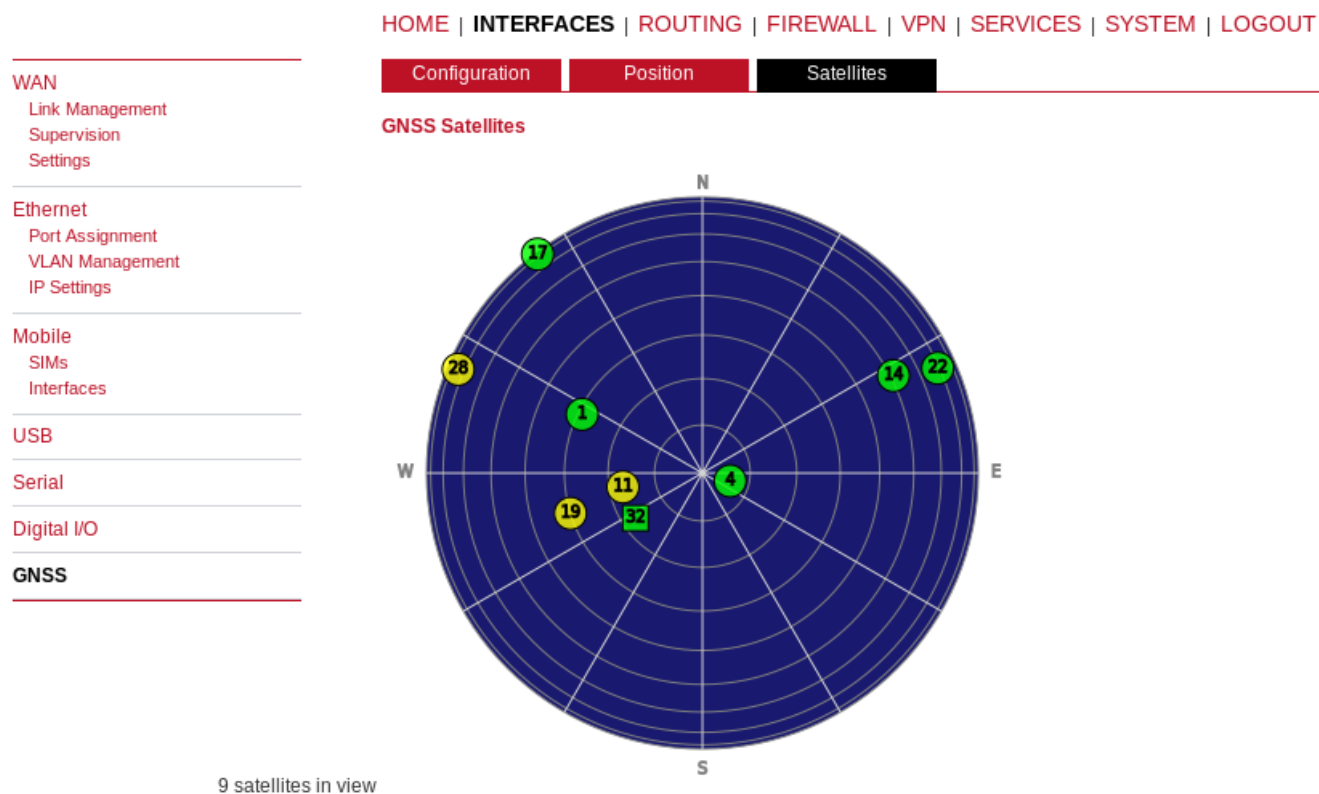 HOME | INTERFACES | ROUTING | FIREWALL | VPN | SERVICES | SYSTEM | LOGOUT
WAN
Link Management
Supervision
Settings
Ethernet
Port Assignment
VLAN Management
IP Settings
Mobile
SIMs
Interfaces
USB
Serial
Digital I/O
GNSS
Configuration Position Satellites
GNSS Satellites
N
17
28
22
14
1
W
E
4
11
19
32
S
9 satellites in view